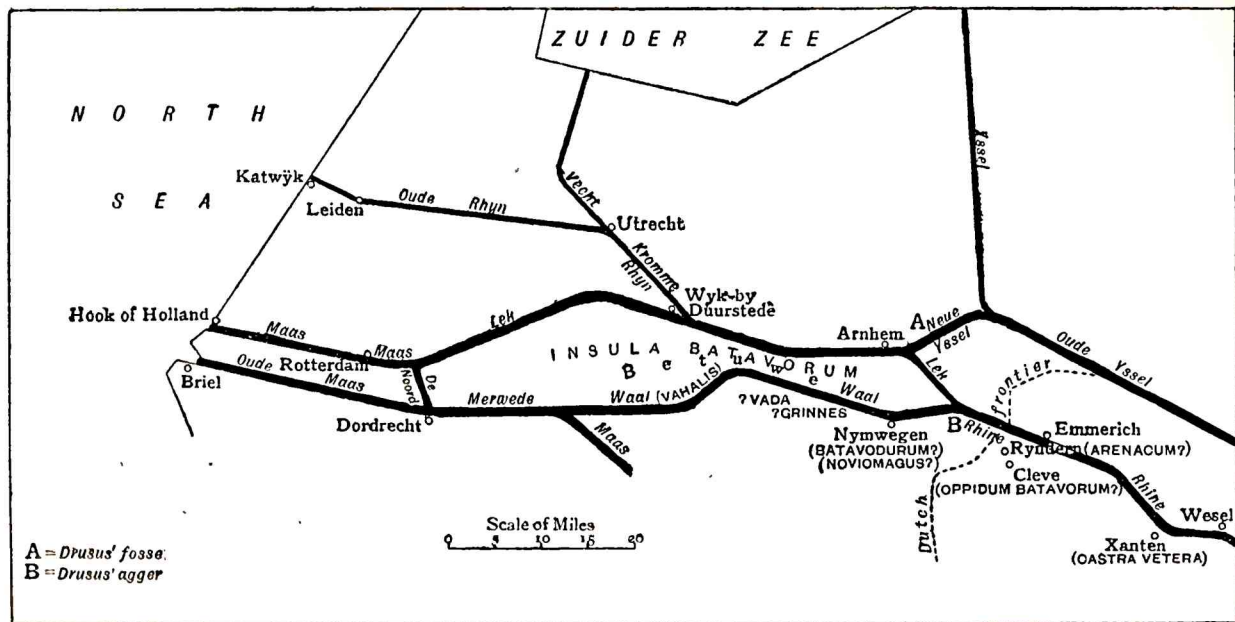 ZUIDER ZEE
NORTH
SEA
Katwÿk
Leiden
Oude Rhyn
Vecht
Utrecht
Kromme
Rhyn
Yssel
Wyk-by
Düurstedé
Hook of Holland
Maas
Rotterdam
Maas
Lek
Arnhem
A
Neue
Yssel
Oude
Yssel
INSULA BATAVORUM
Betuwe
Briel
Oude
Maas
De
Noord
Dordrecht
Merwede
Waal (VAHALIS)
Maas
Waal
?VADA
?GRINNES
Lek
B
Rhine
frontier
Dutch
Nymwegen
(BATAVODURUM?)
(NOVIOMAGUS?)
Emmerich
Ryndern (ARENACUM?)
Cleve
(OPPIDUM BATAVORUM?)
Rhine
Wesel
Xanten
(CASTRA VETERA)
Scale of Miles
0 5 10 15 20
A = Drusus' fosse.
B = Drusus' agger